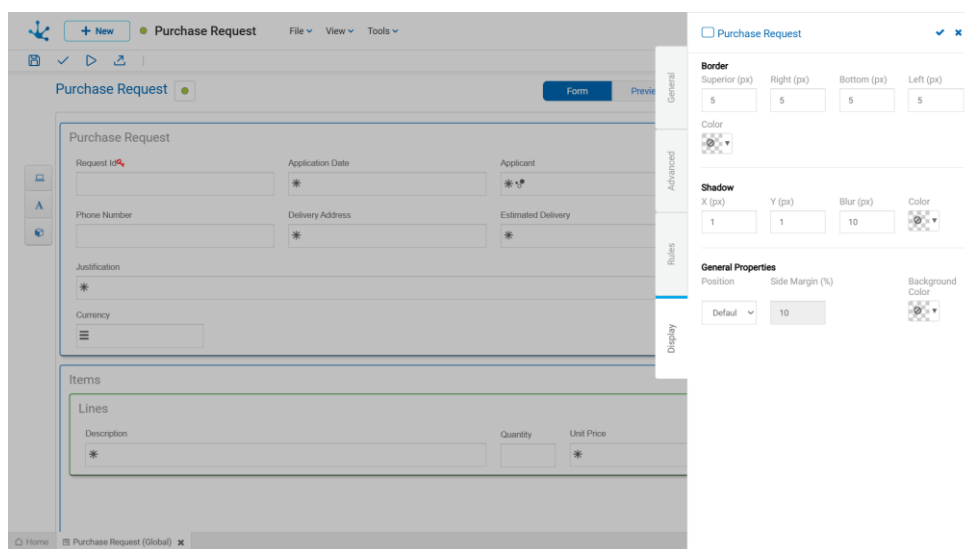 + New
Purchase Request
File
View
Tools
Purchase Request
Form
Purchase Request
Request Id
Application Date
Applicant
Phone Number
Delivery Address
Estimated Delivery
Justification
Currency
Items
Lines
Description
Quantity
Unit Price
A
Home
Purchase Request (Global)
General
Advanced
Rules
Display
Purchase Request
Border
Superior (px) Right (px) Bottom (px) Left (px)
5 5 5 5
Color
Shadow
X (px) Y (px) Blur (px) Color
1 1 10
General Properties
Position Side Margin (%) Background
Color
Defaul 10